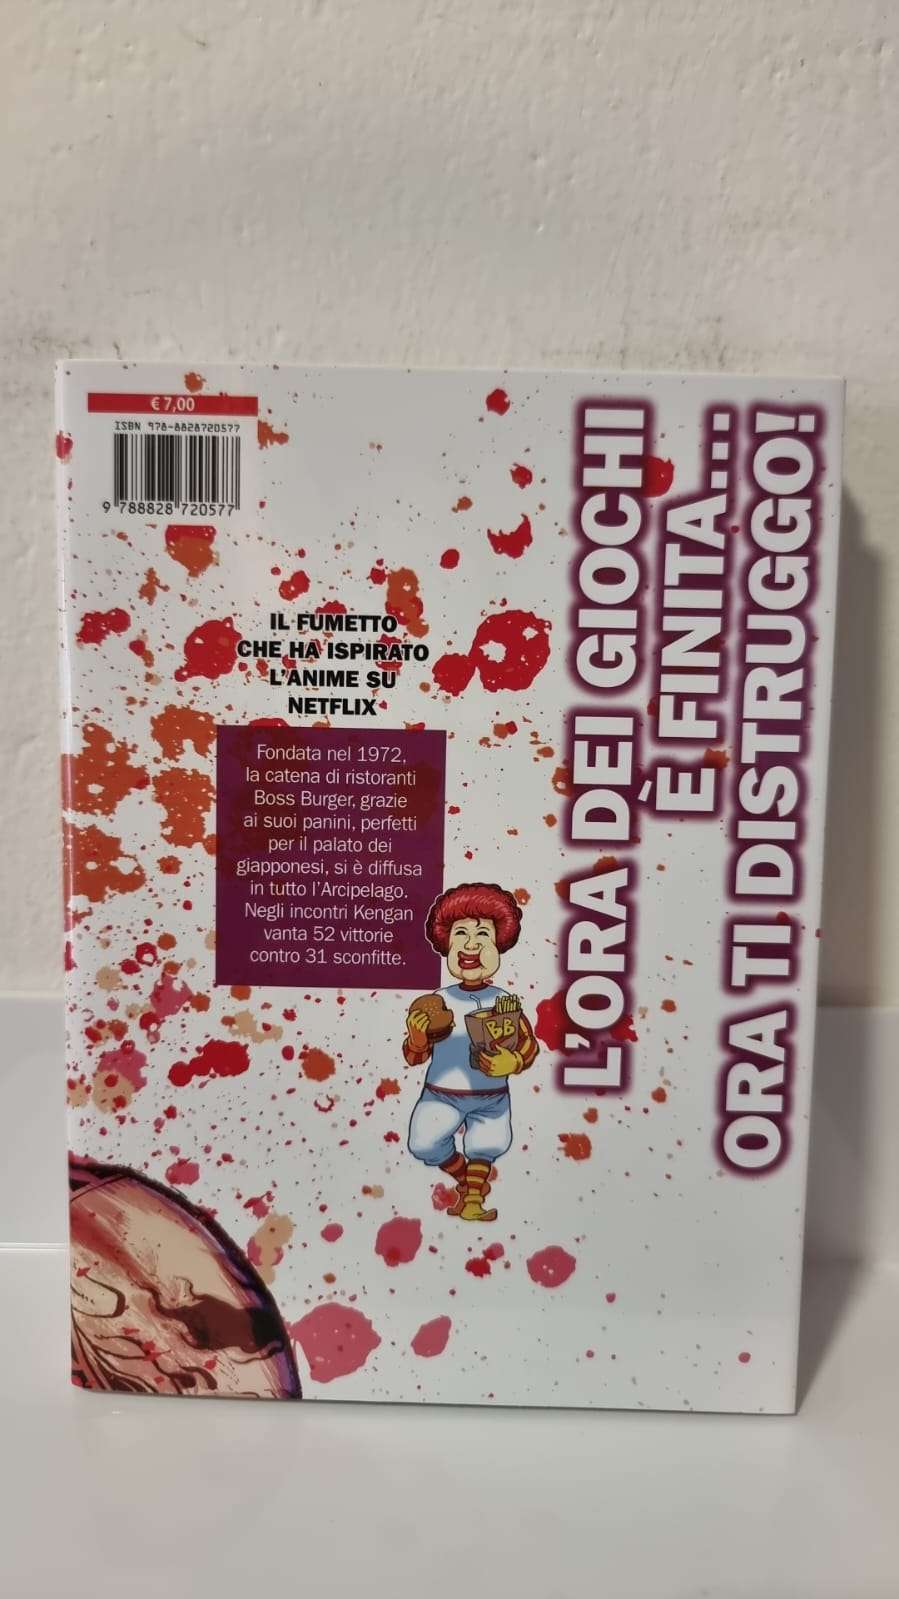 € 7,00
ISBN 978-8828720577
9 788828 720577
IL FUMETTO
CHE HA ISPIRATO
L'ANIME SU
NETFLIX
Fondata nel 1972,
la catena di ristoranti
Boss Burger, grazie
ai suoi panini, perfetti
per il palato dei
giapponesi, si è diffusa
in tutto l'Arcipelago.
Negli incontri Kengan
vanta 52 vittorie
contro 31 sconfitte.
BB
L'ORA DEI GIOCHI
È FINITA...
ORA TI DISTRUGGO!